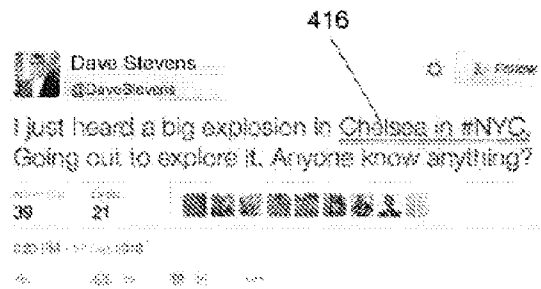 416
Dave Stevens
@DaveStevens
Follow
I just heard a big explosion in Chelsea in #NYC.
Going out to explore it. Anyone know anything?
39 21